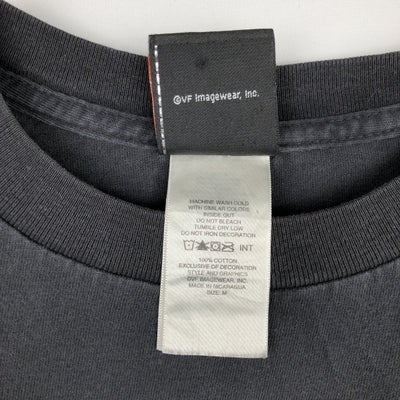 ©VF Imagewear, Inc.
MACHINE WASH COLD
WITH SIMILAR COLORS
INSIDE OUT
DO NOT BLEACH
TUMBLE DRY LOW
DO NOT IRON DECORATION
INT
100% COTTON
EXCLUSIVE OF DECORATION
STYLE AND GRAPHICS
©VF IMAGEWEAR, INC.
MADE IN NICARAGUA
SIZE: M